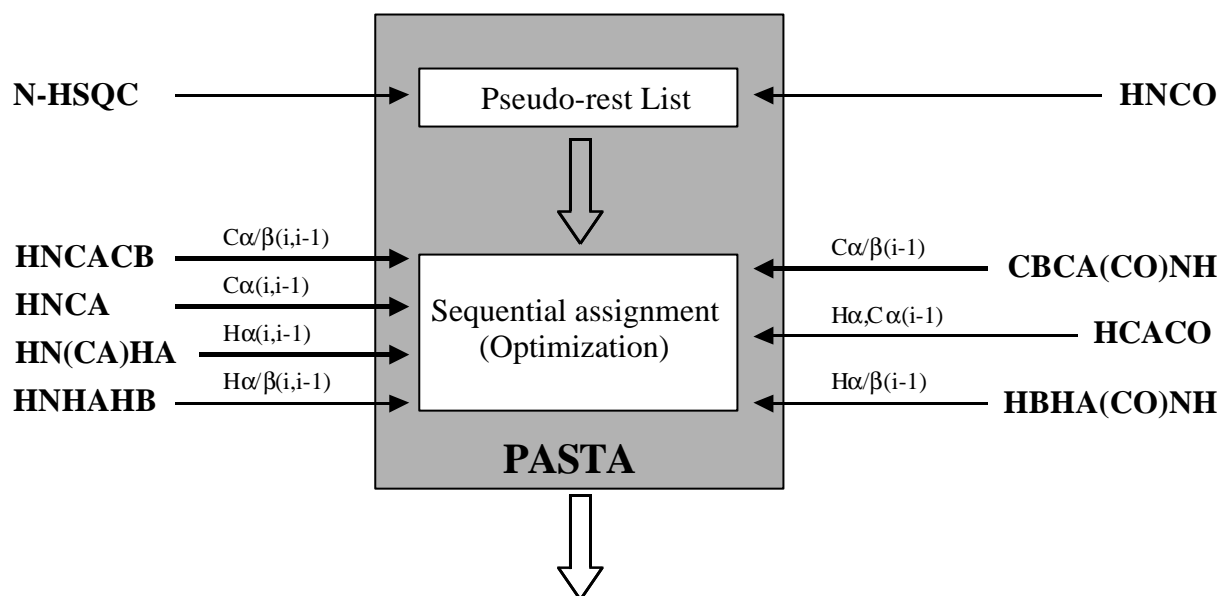 N-HSQC
Pseudo-rest List
HNCO
HNCACB
Cα/β(i,i-1)
HNCA
Cα(i,i-1)
HN(CA)HA
Hα(i,i-1)
HNHAHB
Hα/β(i,i-1)
Sequential assignment
(Optimization)
Cα/β(i-1)
CBCA(CO)NH
Hα,Cα(i-1)
HCACO
Hα/β(i-1)
HBHA(CO)NH
PASTA